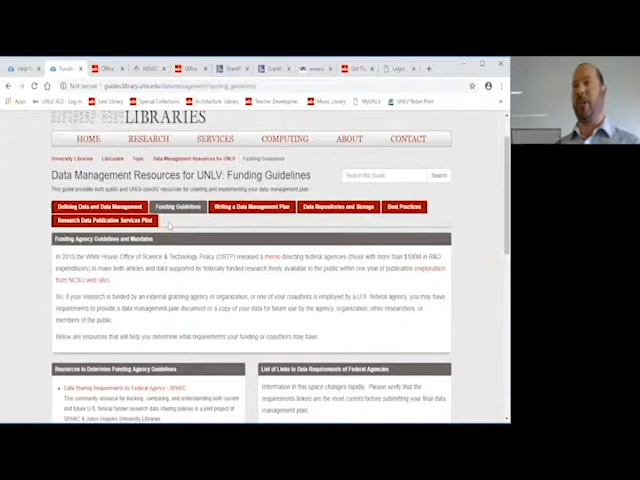 Office
Office
Login
Not secure guides.library.unlv.edu/datamanagement/funding_guidelines
Apps UNLV ACE - Log in Lied Library Special Collections Architecture Library Teacher Developmen Music Library MyUNLV UNLV Rebel Print
LIBRARIES
HOME RESEARCH SERVICES COMPUTING ABOUT CONTACT
University Libraries LibGuides Topic Data Management Resources for UNLV Funding Guidelines
Data Management Resources for UNLV: Funding Guidelines
Search this Guide Search
This guide provides both public and UNLV-specific resources for creating and implementing your data management plan.
Defining Data and Data Management Funding Guidelines Writing a Data Management Plan Data Repositories and Storage Best Practices
Research Data Publication Services Pilot
Funding Agency Guidelines and Mandates
In 2013 the White House Office of Science & Technology Policy (OSTP) released a memo directing federal agencies (those with more than $100M in R&D
expenditures) to make both articles and data supported by federally funded research freely available to the public within one year of publication (explanation
from NCSU web site).
So, if your research is funded by an external granting agency or organization, or one of your coauthors is employed by a U.S. federal agency, you may have
requirements to provide a data management plan document or a copy of your data for future use by the agency, organization, other researchers, or
members of the public.
Below are resources that will help you determine what requirements your funding or coauthors may have.
Resources to Determine Funding Agency Guidelines
Data Sharing Requirements by Federal Agency - SPARC
This community resource for tracking, comparing, and understanding both current
and future U.S. federal funder research data sharing policies is a joint project of
SPARC & Johns Hopkins University Libraries
List of Links to Data Requirements of Federal Agencies
Information in this space changes rapidly. Please verify that the
requirements linked are the most current before submitting your final data
management plan.